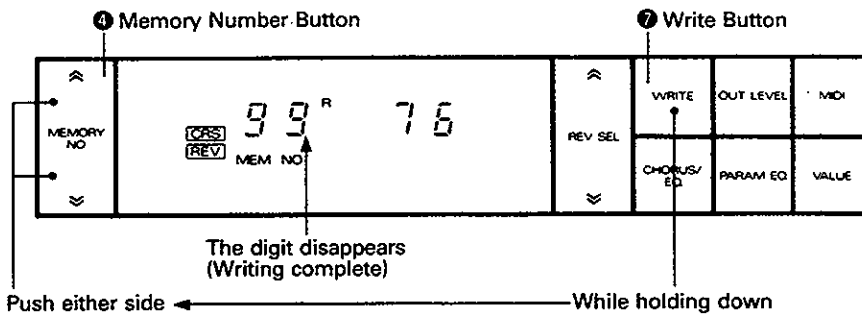 ❹ Memory Number Button
❼ Write Button
MEMORY NO
CRS
REV
99 R 76
MEM NO
REV SEL
WRITE
OUT LEVEL
MIDI
CHORUS/EQ
PARAM EQ
VALUE
The digit disappears
(Writing complete)
Push either side
While holding down